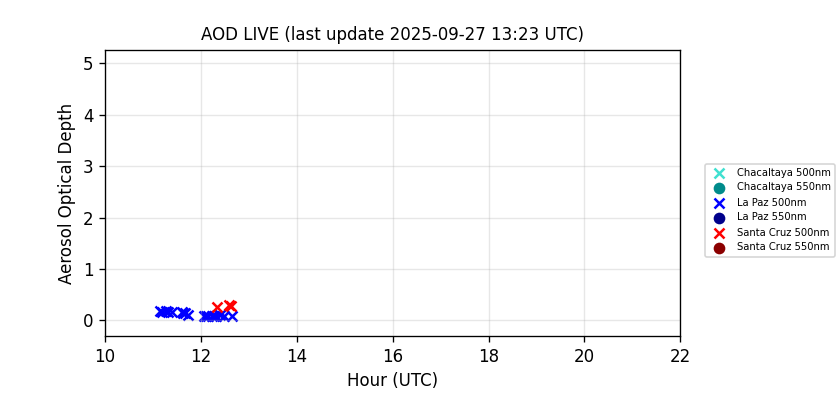 AOD LIVE (last update 2025-09-27 13:23 UTC)
Aerosol Optical Depth
5
4
3
2
1
0
10 12 14 16 18 20 22
Hour (UTC)
Chacaltaya 500nm
Chacaltaya 550nm
La Paz 500nm
La Paz 550nm
Santa Cruz 500nm
Santa Cruz 550nm